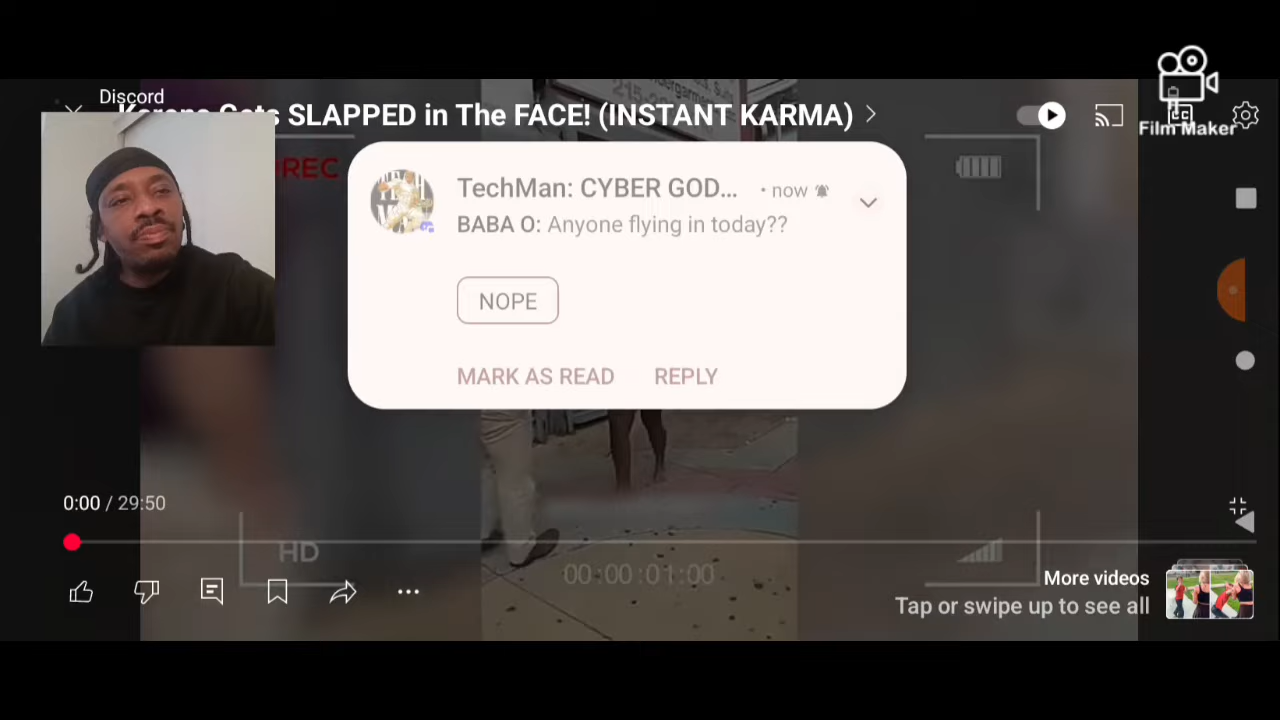 Discord
SLAPPED in The FACE! (INSTANT KARMA)
Film Maker
REC
TechMan: CYBER GOD... • now
BABA O: Anyone flying in today??
NOPE
MARK AS READ REPLY
0:00 / 29:50
HD
00:00:01:00
More videos
Tap or swipe up to see all